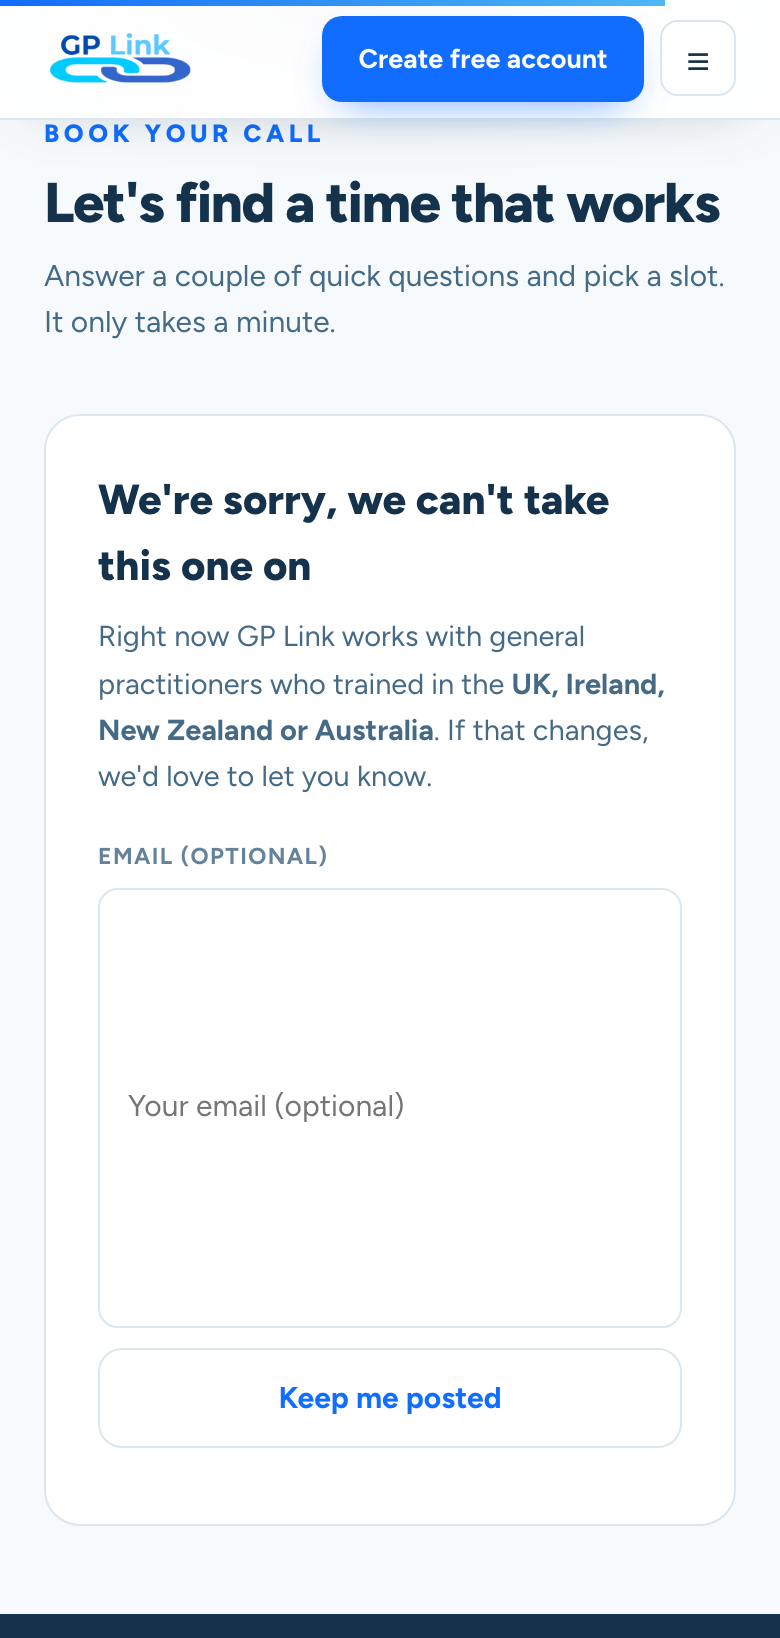 GP Link
Create free account
BOOK YOUR CALL
Let's find a time that works
Answer a couple of quick questions and pick a slot.
It only takes a minute.
We're sorry, we can't take
this one on
Right now GP Link works with general
practitioners who trained in the UK, Ireland,
New Zealand or Australia. If that changes,
we'd love to let you know.
EMAIL (OPTIONAL)
Your email (optional)
Keep me posted